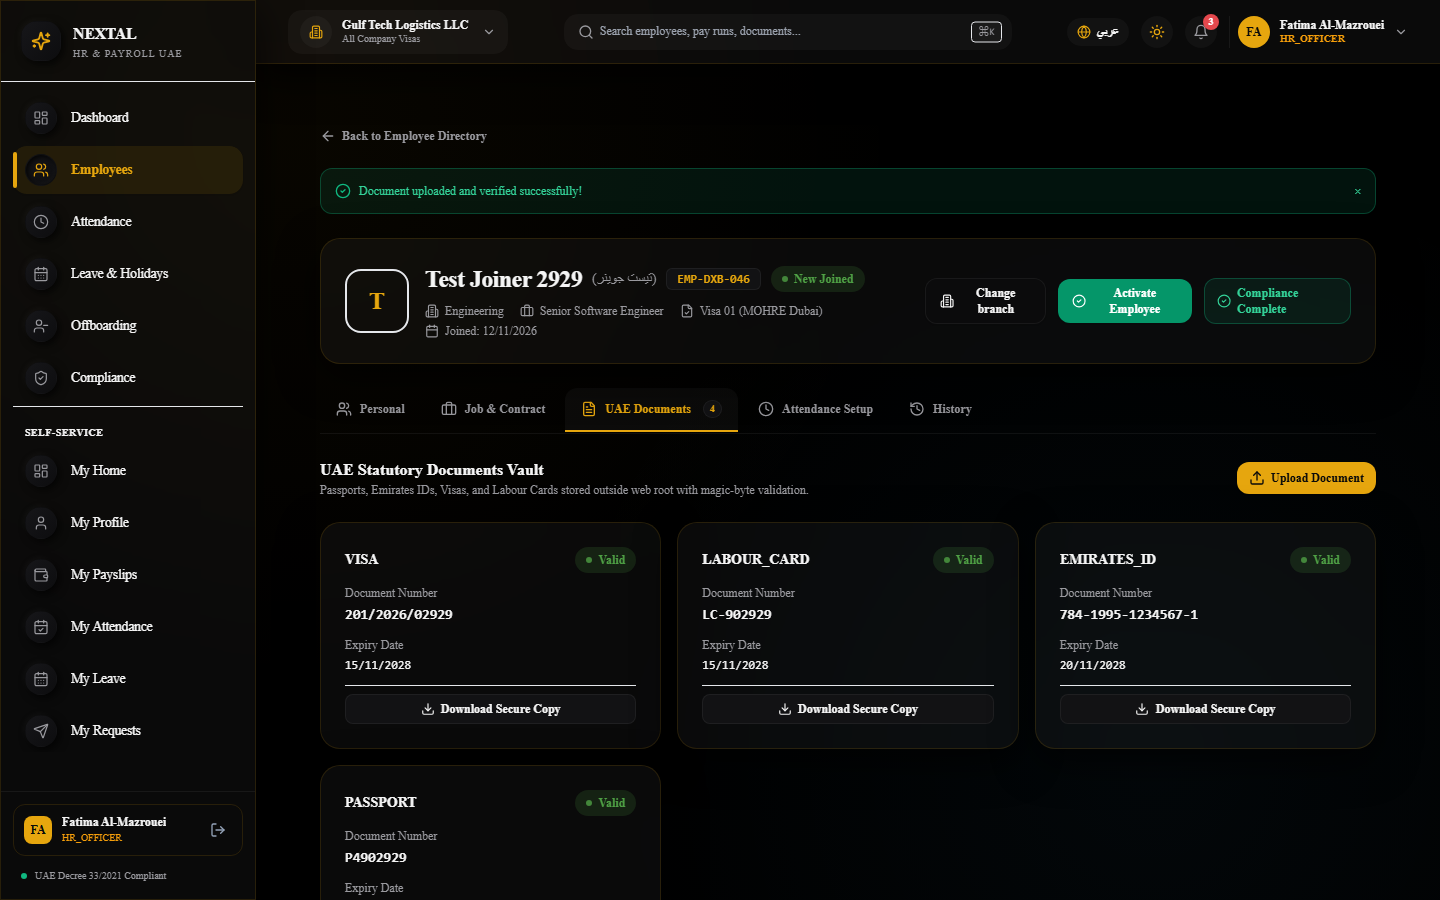 NEXTAL
HR & PAYROLL UAE
Gulf Tech Logistics LLC
All Company Visas
Search employees, pay runs, documents...
⌘K
عربي
3
FA
Fatima Al-Mazrouei
HR_OFFICER
Dashboard
Employees
Attendance
Leave & Holidays
Offboarding
Compliance
SELF-SERVICE
My Home
My Profile
My Payslips
My Attendance
My Leave
My Requests
FA
Fatima Al-Mazrouei
HR_OFFICER
UAE Decree 33/2021 Compliant
Back to Employee Directory
Document uploaded and verified successfully!
×
T
Test Joiner 2929 (تيست جوينر) EMP-DXB-046 New Joined
Engineering Senior Software Engineer Visa 01 (MOHRE Dubai)
Joined: 12/11/2026
Change
branch
Activate
Employee
Compliance
Complete
Personal Job & Contract UAE Documents 4 Attendance Setup History
UAE Statutory Documents Vault
Passports, Emirates IDs, Visas, and Labour Cards stored outside web root with magic-byte validation.
Upload Document
VISA Valid
Document Number
201/2026/02929
Expiry Date
15/11/2028
Download Secure Copy
LABOUR_CARD Valid
Document Number
LC-902929
Expiry Date
15/11/2028
Download Secure Copy
EMIRATES_ID Valid
Document Number
784-1995-1234567-1
Expiry Date
20/11/2028
Download Secure Copy
PASSPORT Valid
Document Number
P4902929
Expiry Date